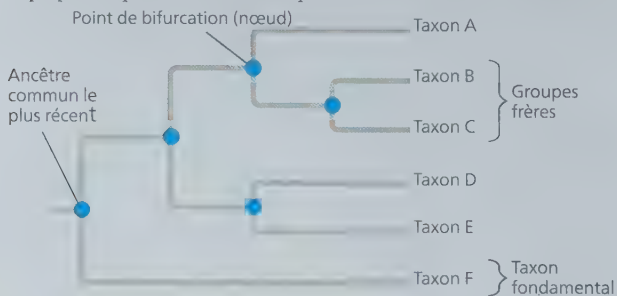 Point de bifurcation (nœud)
Taxon A
Ancêtre
commun le
plus récent
Taxon B
Taxon C
Groupes
frères
Taxon D
Taxon E
Taxon F
Taxon
fondamental